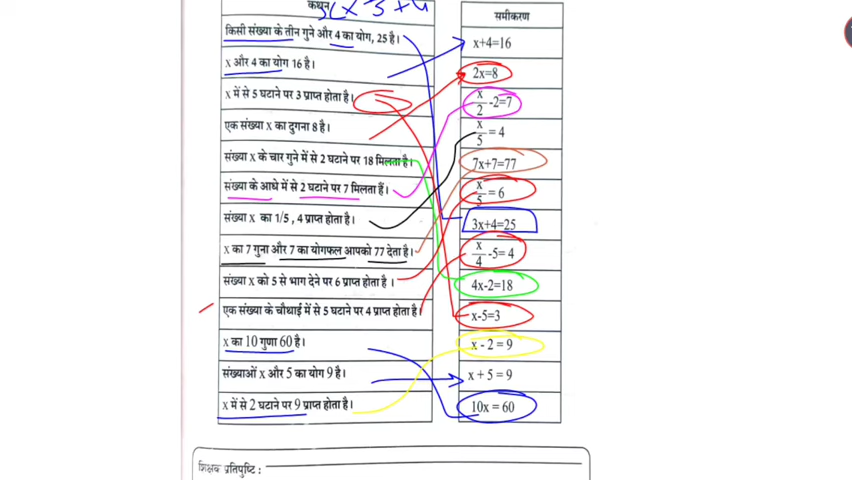 कथन
समीकरण
किसी संख्या के तीन गुने और 4 का योग, 25 है।
x+4=16
x और 4 का योग 16 है।
2x=8
x में से 5 घटाने पर 3 प्राप्त होता है।
x/2 -2=7
एक संख्या x का दुगना 8 है।
x/5 = 4
संख्या x के चार गुने में से 2 घटाने पर 18 मिलता है।
7x+7=77
संख्या के आधे में से 2 घटाने पर 7 मिलता हैं।
x/5 = 6
संख्या x का 1/5 , 4 प्राप्त होता है।
3x+4=25
x का 7 गुना और 7 का योगफल आपको 77 देता है।
x/4 -5= 4
संख्या x को 5 से भाग देने पर 6 प्राप्त होता है ।
4x-2=18
एक संख्या के चौथाई में से 5 घटाने पर 4 प्राप्त होता है।
x-5=3
x का 10 गुणा 60 है।
x - 2 = 9
संख्याओं x और 5 का योग 9 है।
x + 5 = 9
x में से 2 घटाने पर 9 प्राप्त होता है।
10x = 60
शिक्षक प्रतिपुष्टि :